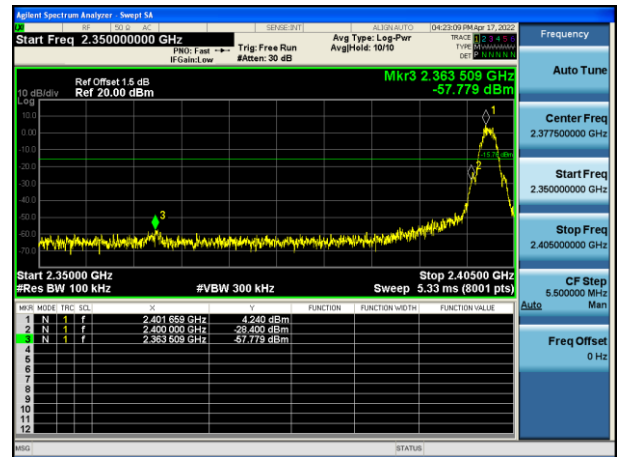 Agilent Spectrum Analyzer - Swept SA
RF 50 Ω AC SENSE:INT ALIGN AUTO 04:23:09 PM Apr 17, 2022
Start Freq 2.350000000 GHz
PNO: Fast
IFGain:Low
Trig: Free Run
#Atten: 30 dB
Avg Type: Log-Pwr
Avg|Hold: 10/10
TRACE 1 2 3 4 5 6
TYPE M
DET P N N N N N
Ref Offset 1.5 dB
Ref 20.00 dBm
10 dB/div
Log
Mkr3 2.363 509 GHz
-57.779 dBm
10.0
0.00
-10.0
-20.0
-30.0
-40.0
-50.0
-60.0
-70.0
1
2
3
Start 2.35000 GHz Stop 2.40500 GHz
#Res BW 100 kHz #VBW 300 kHz Sweep 5.33 ms (8001 pts)
MKR MODE TRC SCL X Y FUNCTION FUNCTION WIDTH FUNCTION VALUE
1 N 1 f 2.401 659 GHz 4.240 dBm
2 N 1 f 2.400 000 GHz -28.400 dBm
3 N 1 f 2.363 509 GHz -57.779 dBm
4
5
6
7
8
9
10
11
12
MSG STATUS
Frequency
Auto Tune
Center Freq
2.377500000 GHz
Start Freq
2.350000000 GHz
Stop Freq
2.405000000 GHz
CF Step
5.500000 MHz
Auto Man
Freq Offset
0 Hz